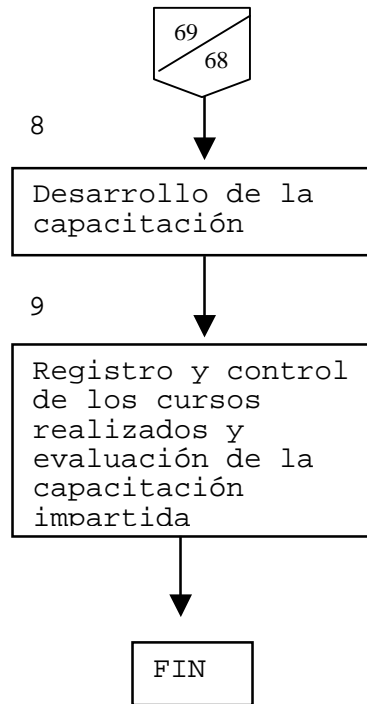 69
68
8
Desarrollo de la
capacitación
9
Registro y control
de los cursos
realizados y
evaluación de la
capacitación
impartida
FIN